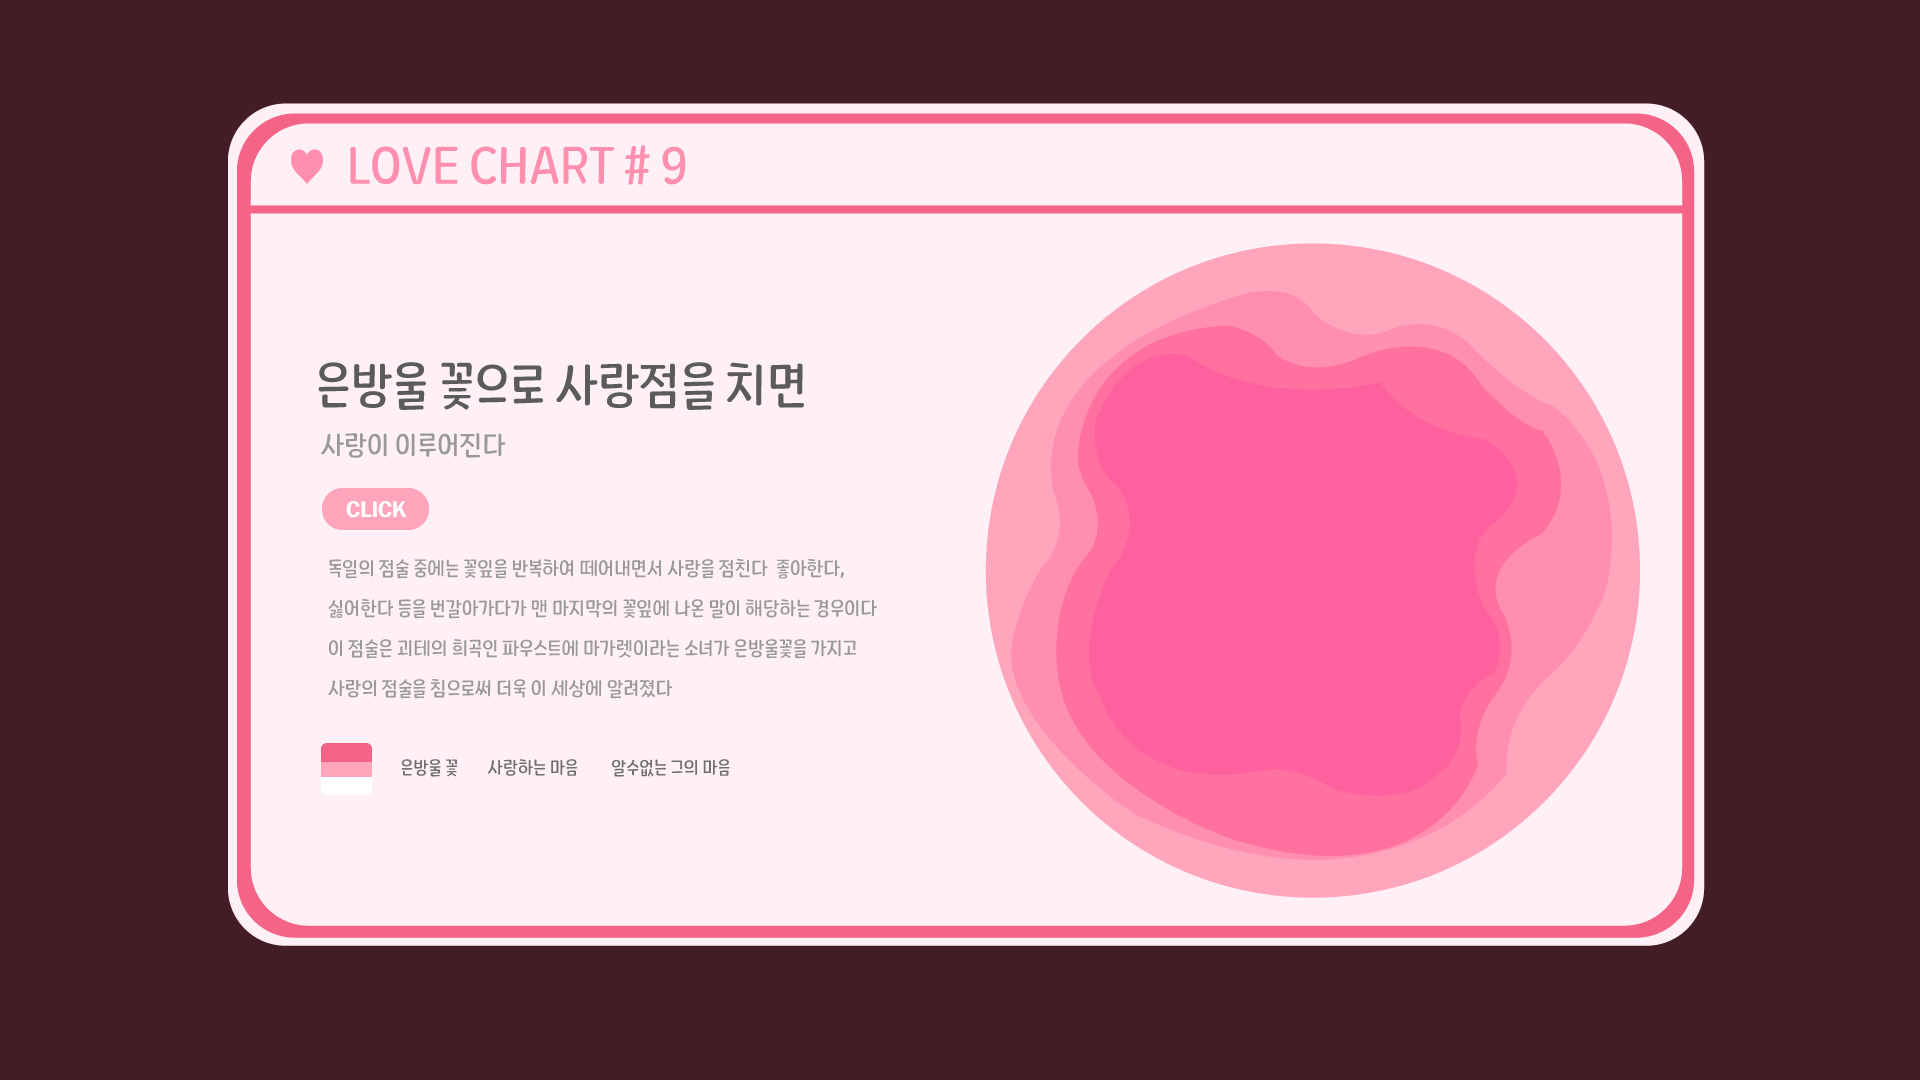 LOVE CHART # 9
은방울 꽃으로 사랑점을 치면
사랑이 이루어진다
CLICK
독일의 점술 중에는 꽃잎을 반복하여 떼어내면서 사랑을 점친다 좋아한다,
싫어한다 등을 번갈아가다가 맨 마지막의 꽃잎에 나온 말이 해당하는 경우이다
이 점술은 괴테의 희곡인 파우스트에 마가렛이라는 소녀가 은방울꽃을 가지고
사랑의 점술을 침으로써 더욱 이 세상에 알려졌다
은방울 꽃 사랑하는 마음 알수없는 그의 마음